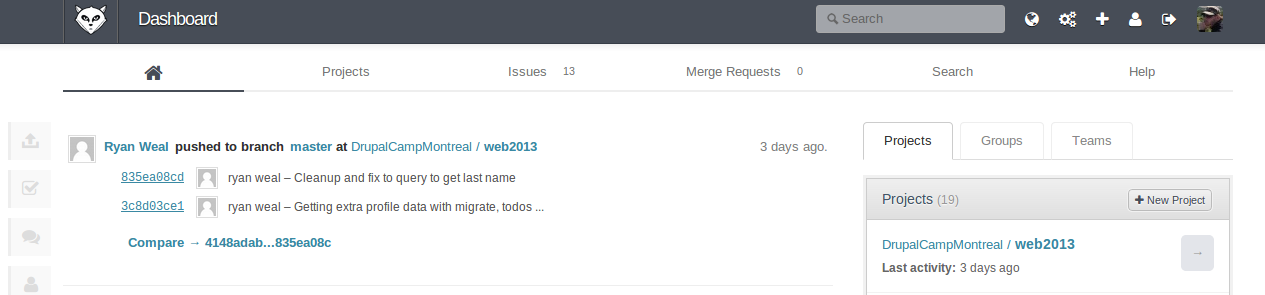 Dashboard
Search
Projects
Issues 13
Merge Requests 0
Search
Help
Ryan Weal pushed to branch master at DrupalCampMontreal / web2013
3 days ago.
835ea08cd ryan weal – Cleanup and fix to query to get last name
3c8d03ce1 ryan weal – Getting extra profile data with migrate, todos ...
Compare → 4148adab...835ea08c
Projects
Groups
Teams
Projects (19)
New Project
DrupalCampMontreal / web2013
→
Last activity: 3 days ago